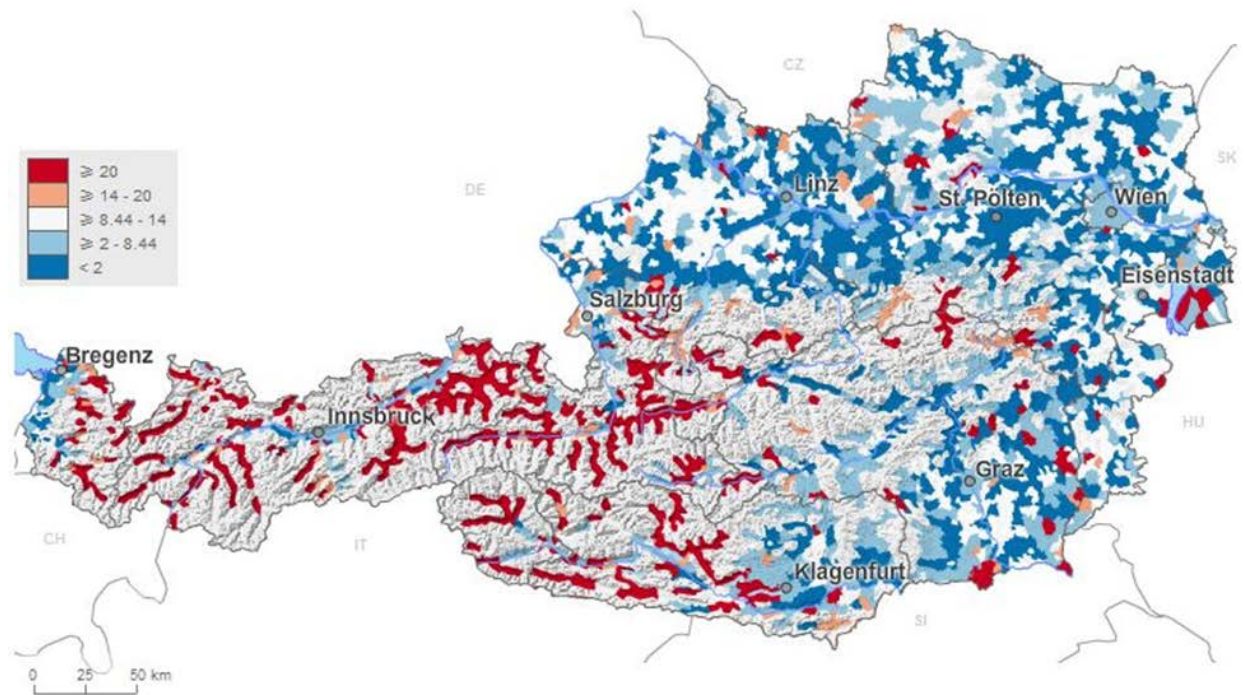 CZ
≥ 20
≥ 14 - 20
≥ 8.44 - 14
≥ 2 - 8.44
< 2
DE
SK
Linz
St. Pölten
Wien
Eisenstadt
Salzburg
Bregenz
Innsbruck
HU
Graz
CH
IT
Klagenfurt
SI
0 25 50 km